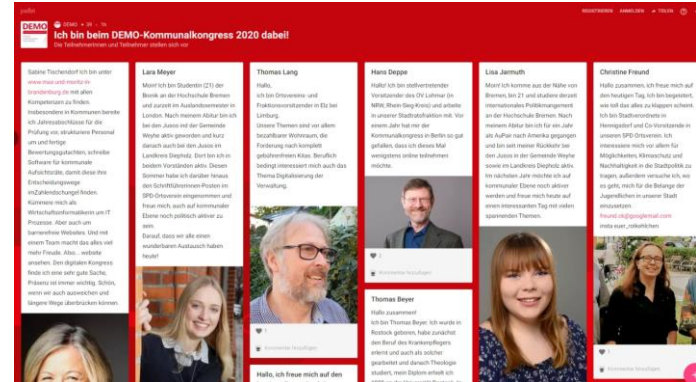 padlet
REGISTRIEREN ANMELDEN TEILEN
DEMO
DEMO + 39 · 1h
Ich bin beim DEMO-Kommunalkongress 2020 dabei!
Die Teilnehmerinnen und Teilnehmer stellen sich vor
Sabine Tischendorf Ich bin unter
www.max-und-moritz-in
brandenburg.de mit allen
Kompetenzen zu finden.
Insbesondere in Kommunen bereite
ich Jahresabschlüsse für die
Prüfung vor, strukturiere Personal
um und fertige
Bewertungsgutachten, schreibe
Software für kommunale
Aufsichtsräte, damit diese ihre
Entscheidungswege
imZahlendschungel finden.
Kümmere mich als
Wirtschaftsinformatikerin um IT
Prozesse. Aber auch um
barrierefreie Websites. Und mit
einem Team macht das alles viel
mehr Freude. Also... website
ansehen. Den digitalen Kongress
finde ich eine sehr gute Sache,
Präsenz ist immer wichtig. Schön,
wenn wir auch ausweichen und
längere Wege überbrücken können.
Lara Meyer
Moin! Ich bin Studentin (21) der
Bionik an der Hochschule Bremen
und zurzeit im Auslandssemester in
London. Nach meinem Abitur bin ich
bei den Jusos mit der Gemeinde
Weyhe aktiv geworden und kurz
danach auch bei den Jusos im
Landkreis Diepholz. Dort bin ich in
beiden Vorständen aktiv. Diesen
Sommer habe ich darüber hinaus
den Schriftführerinnen-Posten im
SPD-Ortsverein eingenommen und
freue mich, auch auf kommunaler
Ebene noch politisch aktiver zu
sein.
Darauf, dass wir alle einen
wunderbaren Austausch haben
heute!
Thomas Lang
Hallo,
ich bin Ortsvereins- und
Fraktionsvorsitzender in Elz bei
Limburg.
Unsere Themen sind vor allem
bezahlbarer Wohnraum, die
Forderung nach komplett
gebührenfreien Kitas. Beruflich
bedingt interessiert mich auch das
Thema Digitalisierung der
Verwaltung.
1
Kommentar hinzufügen
Hallo, ich freue mich auf den
Hans Deppe
Hallo! Ich bin stellvertretender
Vorsitzender des OV Lohmar (in
NRW, Rhein-Sieg-Kreis) und arbeite
in unserer Stadtratsfraktion mit. Vor
einem Jahr hat mir der
Kommunalkongress in Berlin so gut
gefallen, dass ich dieses Mal
wenigstens online teilnehmen
möchte.
2
Kommentar hinzufügen
Thomas Beyer
Hallo zusammen!
Ich bin Thomas Beyer. Ich wurde in
Rostock geboren, habe zunächst
den Beruf des Krankenpflegers
erlernt und auch als solcher
gearbeitet und danach Theologie
studiert, mein Diplom erhielt ich
Lisa Jarmuth
Moin! Ich komme aus der Nähe von
Bremen, bin 21 und studiere derzeit
Internationales Politikmanagement
an der Hochschule Bremen. Nach
meinem Abitur bin ich für ein Jahr
als AuPair nach Amerika gegangen
und bin seit meiner Rückkehr bei
den Jusos in der Gemeinde Weyhe
sowie im Landkreis Diepholz aktiv.
Im nächsten Jahr möchte ich auf
kommunaler Ebene noch aktiver
werden und freue mich heute auf
einen interessanten Tag mit vielen
spannenden Themen.
Christine Freund
Hallo zusammen, ich freue mich auf
den heutigen Tag. Ich bin begeistert,
wie toll das alles zu klappen scheint.
Ich bin Stadtverordnete in
Hennigsdorf und Co-Vorsitzende in
unserem SPD Ortsverein. Ich
interessiere mich vor allem für
Möglichkeiten, Klimaschutz und
Nachhaltigkeit in die Stadtpolitik zu
tragen, außerdem versuche ich, wo
es geht, mich für die Belange der
Jugendlichen in unserer Stadt
einzusetzen.
freund.ck@googlemail.com
1
Kommentar hinzufügen